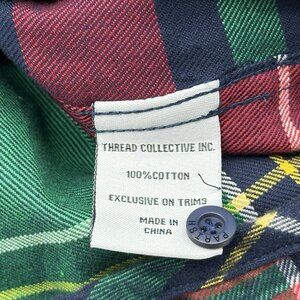 THREAD COLLECTIVE INC.
100%COTTON
EXCLUSIVE ON TRIMS
MADE IN
CHINA